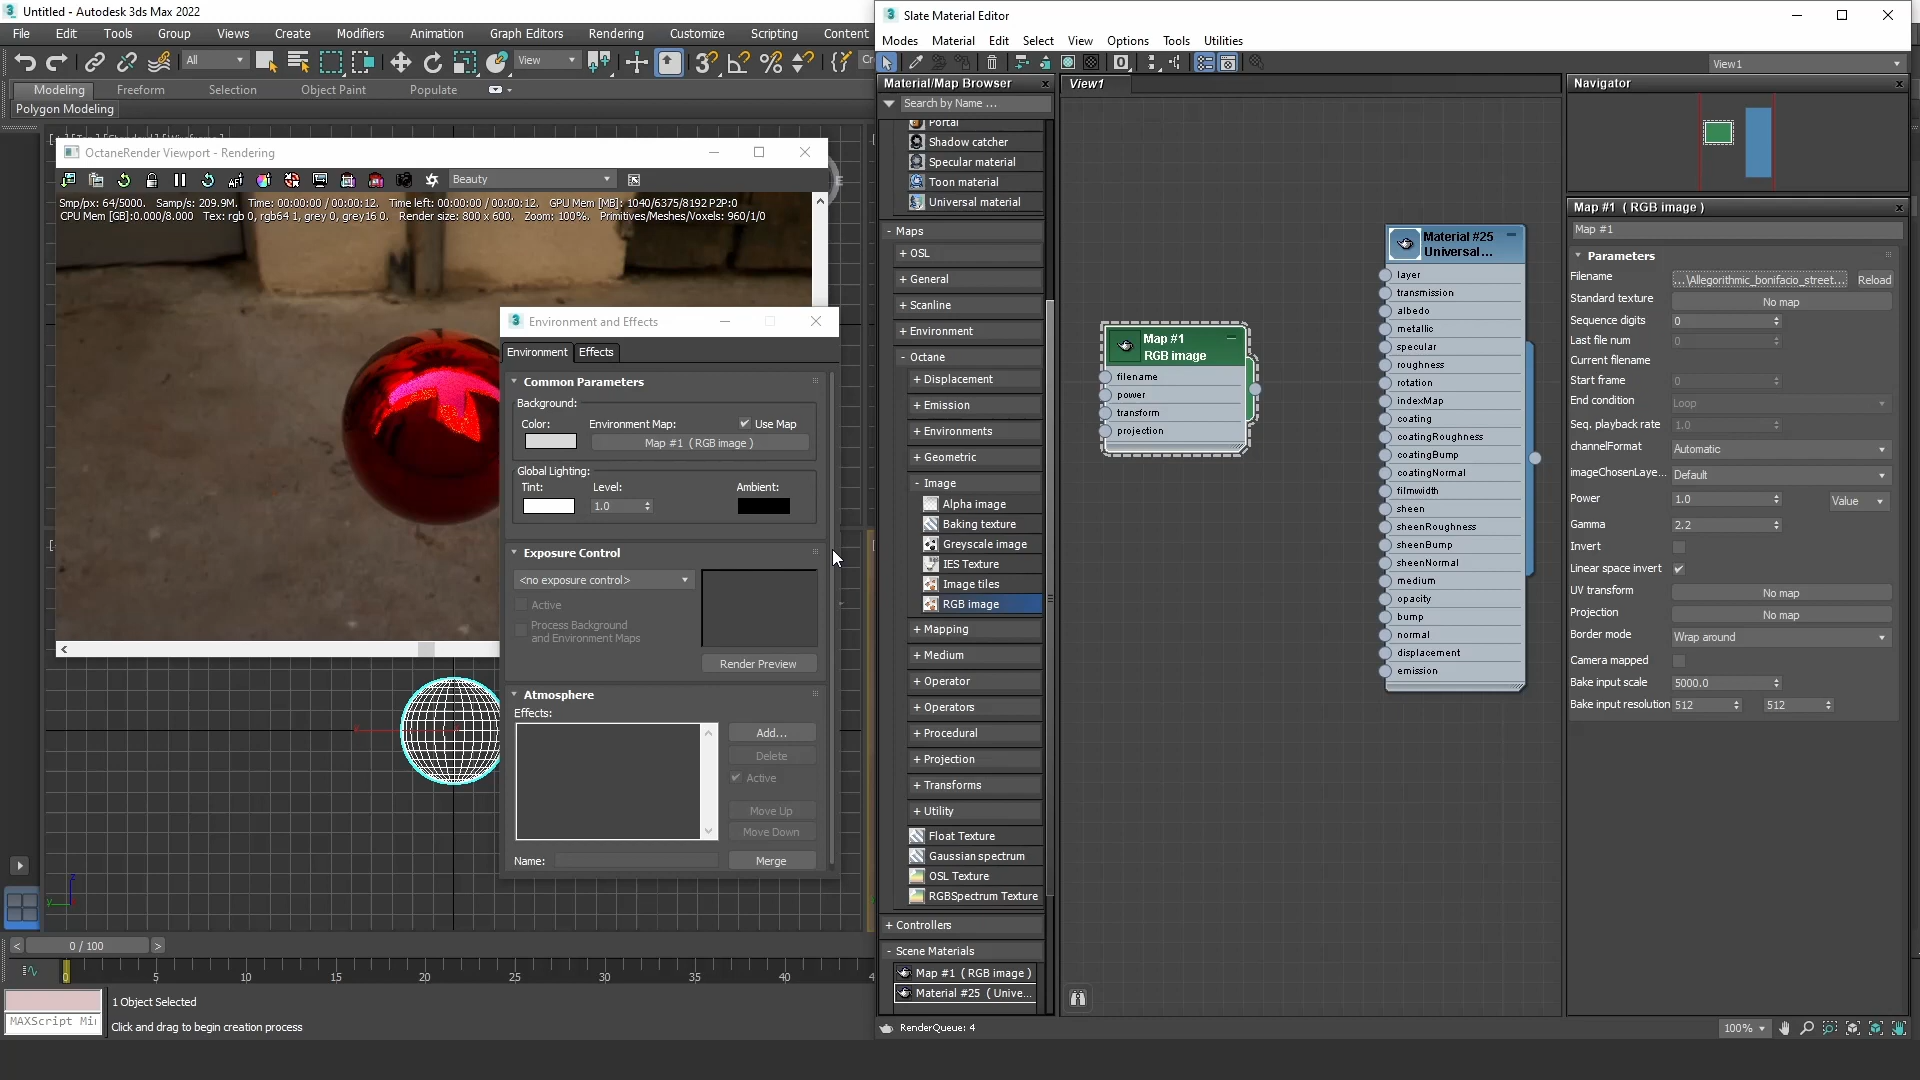 Untitled - Autodesk 3ds Max 2022
File Edit Tools Group Views Create Modifiers Animation Graph Editors Rendering Customize Scripting Content
All View
Modeling Freeform Selection Object Paint Populate
Polygon Modeling
OctaneRender Viewport - Rendering
Beauty
Smp/px: 64/5000. Samp/s: 209.9M. Time: 00:00:00 / 00:00:12. Time left: 00:00:00 / 00:00:12. GPU Mem [MB]: 1040/6375/8192 P2P:0
CPU Mem [GB]:0.000/8.000 Tex: rgb 0, rgb64 1, grey 0, grey16 0. Render size: 800 x 600. Zoom: 100%. Primitives/Meshes/Voxels: 960/1/0
Environment and Effects
Environment Effects
Common Parameters
Background:
Color: Environment Map: Use Map
Map #1 ( RGB image )
Global Lighting:
Tint: Level: Ambient:
1.0
Exposure Control
<no exposure control>
Active
Process Background
and Environment Maps
Render Preview
Atmosphere
Effects:
Add...
Delete
Active
Move Up
Move Down
Name: Merge
0 / 100
0 5 10 15 20 25 30 35 40
1 Object Selected
MAXScript Mi
Click and drag to begin creation process
Slate Material Editor
Modes Material Edit Select View Options Tools Utilities
View1
Material/Map Browser
Search by Name ...
Portal
Shadow catcher
Specular material
Toon material
Universal material
- Maps
+ OSL
+ General
+ Scanline
+ Environment
- Octane
+ Displacement
+ Emission
+ Environments
+ Geometric
- Image
Alpha image
Baking texture
Greyscale image
IES Texture
Image tiles
RGB image
+ Mapping
+ Medium
+ Operator
+ Operators
+ Procedural
+ Projection
+ Transforms
+ Utility
Float Texture
Gaussian spectrum
OSL Texture
RGBSpectrum Texture
+ Controllers
- Scene Materials
Map #1 ( RGB image )
Material #25 ( Unive...
RenderQueue: 4
View1
Map #1
RGB image
filename
power
transform
projection
Material #25
Universal...
layer
transmission
albedo
metallic
specular
roughness
rotation
indexMap
coating
coatingRoughness
coatingBump
coatingNormal
filmwidth
sheen
sheenRoughness
sheenBump
sheenNormal
medium
opacity
bump
normal
displacement
emission
Navigator
Map #1 ( RGB image )
Map #1
Parameters
Filename ...\Allegorithmic_bonifacio_street... Reload
Standard texture No map
Sequence digits 0
Last file num 0
Current filename
Start frame 0
End condition Loop
Seq. playback rate 1.0
channelFormat Automatic
imageChosenLaye... Default
Power 1.0 Value
Gamma 2.2
Invert
Linear space invert
UV transform No map
Projection No map
Border mode Wrap around
Camera mapped
Bake input scale 5000.0
Bake input resolution 512 512
100%